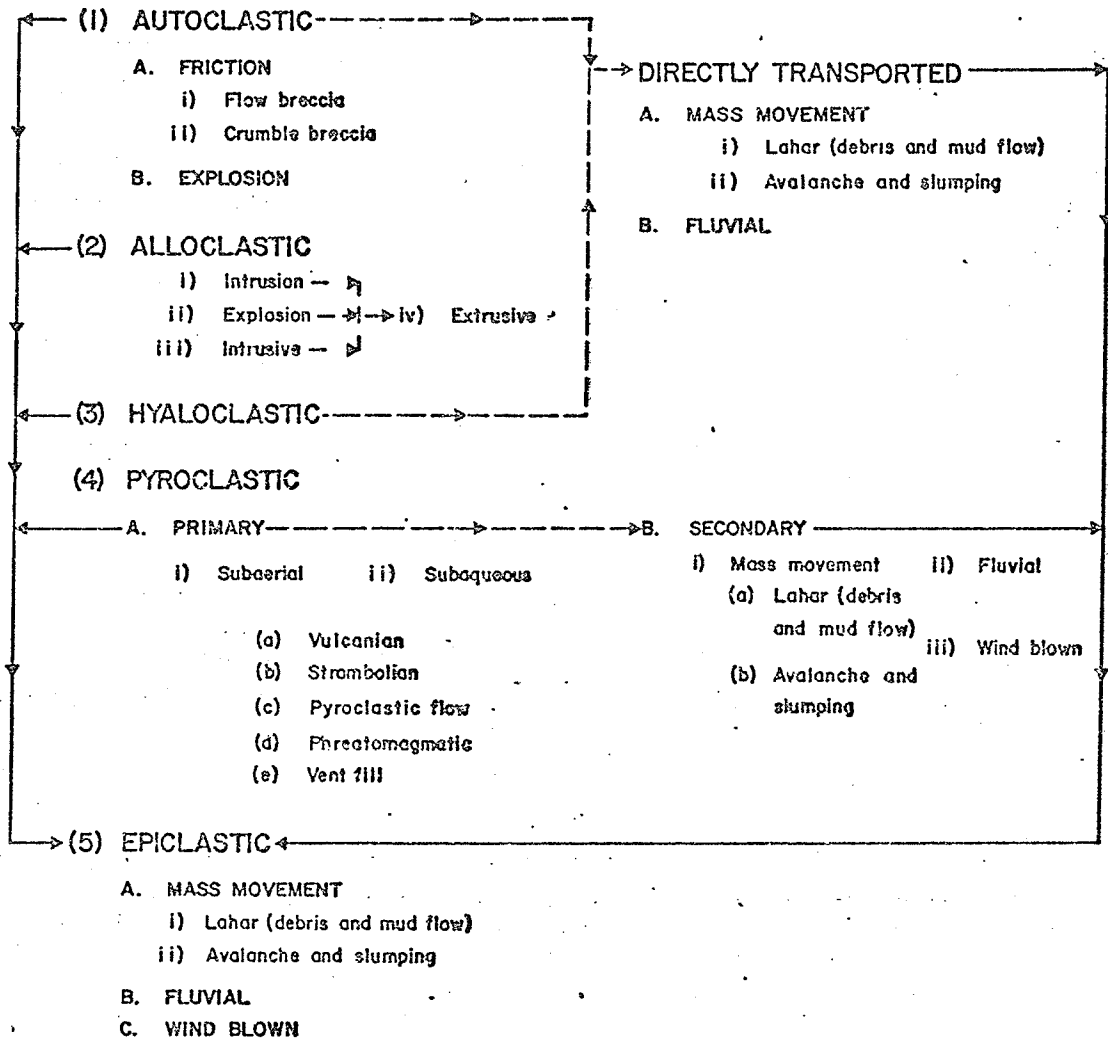 (1) AUTOCLASTIC
A. FRICTION
i) Flow breccia
ii) Crumble breccia
B. EXPLOSION
DIRECTLY TRANSPORTED
A. MASS MOVEMENT
i) Lahar (debris and mud flow)
ii) Avalanche and slumping
B. FLUVIAL
(2) ALLOCLASTIC
i) Intrusion
ii) Explosion iv) Extrusive
iii) Intrusive
(3) HYALOCLASTIC
(4) PYROCLASTIC
A. PRIMARY
i) Subaerial ii) Subaqueous
(a) Vulcanian
(b) Strombolian
(c) Pyroclastic flow
(d) Phreatomagmatic
(e) Vent fill
B. SECONDARY
i) Mass movement ii) Fluvial
(a) Lahar (debris
and mud flow)
iii) Wind blown
(b) Avalanche and
slumping
(5) EPICLASTIC
A. MASS MOVEMENT
i) Lahar (debris and mud flow)
ii) Avalanche and slumping
B. FLUVIAL
C. WIND BLOWN